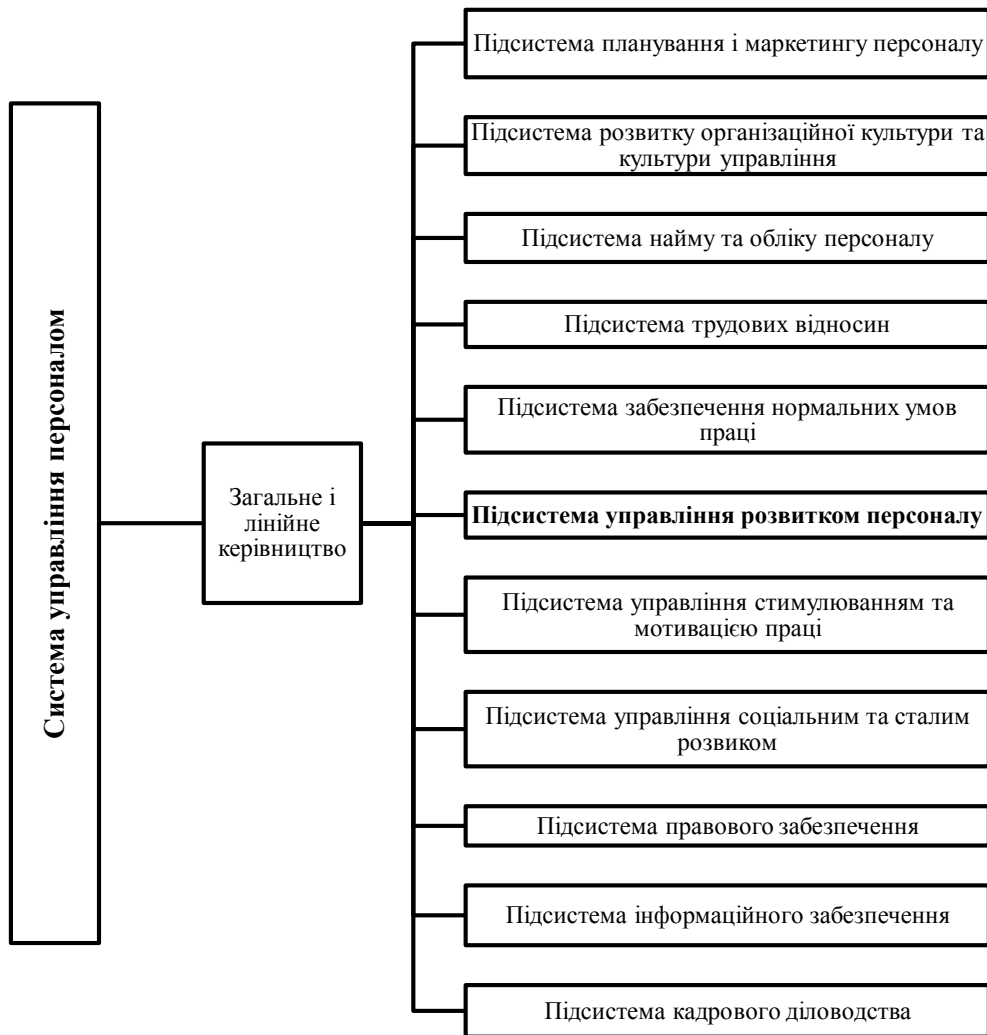 Система управління персоналом
Загальне і
лінійне
керівництво
Підсистема планування і маркетингу персоналу
Підсистема розвитку організаційної культури та
культури управління
Підсистема найму та обліку персоналу
Підсистема трудових відносин
Підсистема забезпечення нормальних умов
праці
Підсистема управління розвитком персоналу
Підсистема управління стимулюванням та
мотивацією праці
Підсистема управління соціальним та сталим
розвиком
Підсистема правового забезпечення
Підсистема інформаційного забезпечення
Підсистема кадрового діловодства